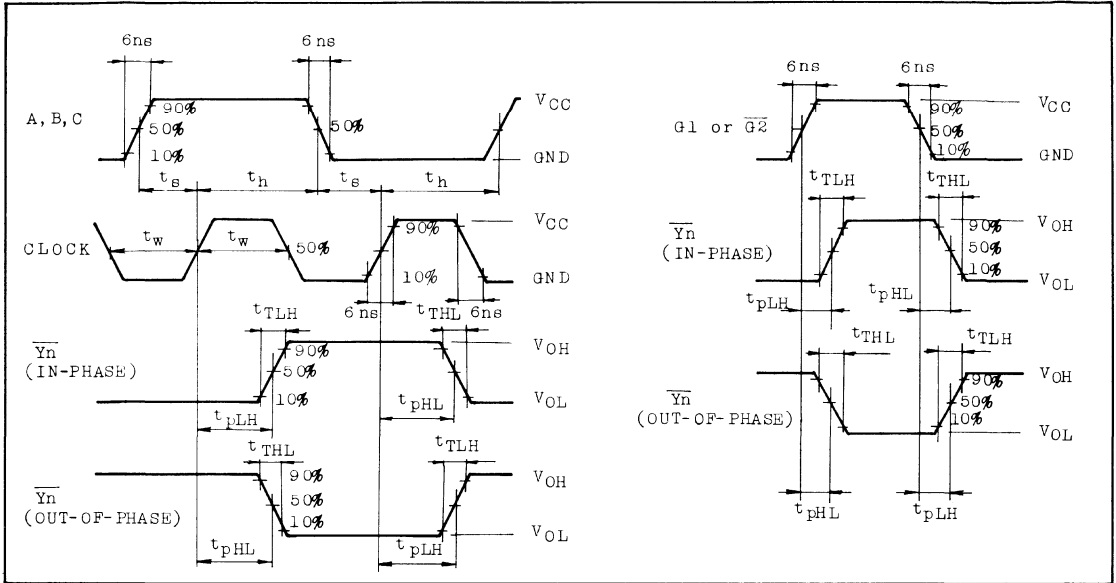 6ns
6ns
A, B, C
90%
50%
10%
50%
VCC
GND
ts
th
ts
th
CLOCK
tw
tw
50%
90%
10%
VCC
GND
6ns
tTHL
6ns
tTLH
Yn
(IN-PHASE)
90%
50%
10%
VOH
VOL
tpLH
tpHL
tTHL
tTLH
Yn
(OUT-OF-PHASE)
90%
50%
10%
VOH
VOL
tpHL
tpLH
6ns
6ns
G1 or G2
90%
50%
10%
VCC
GND
tTLH
tTHL
Yn
(IN-PHASE)
90%
50%
10%
VOH
VOL
tpLH
tpHL
tTHL
tTLH
Yn
(OUT-OF-PHASE)
90%
50%
10%
VOH
VOL
tpHL
tpLH